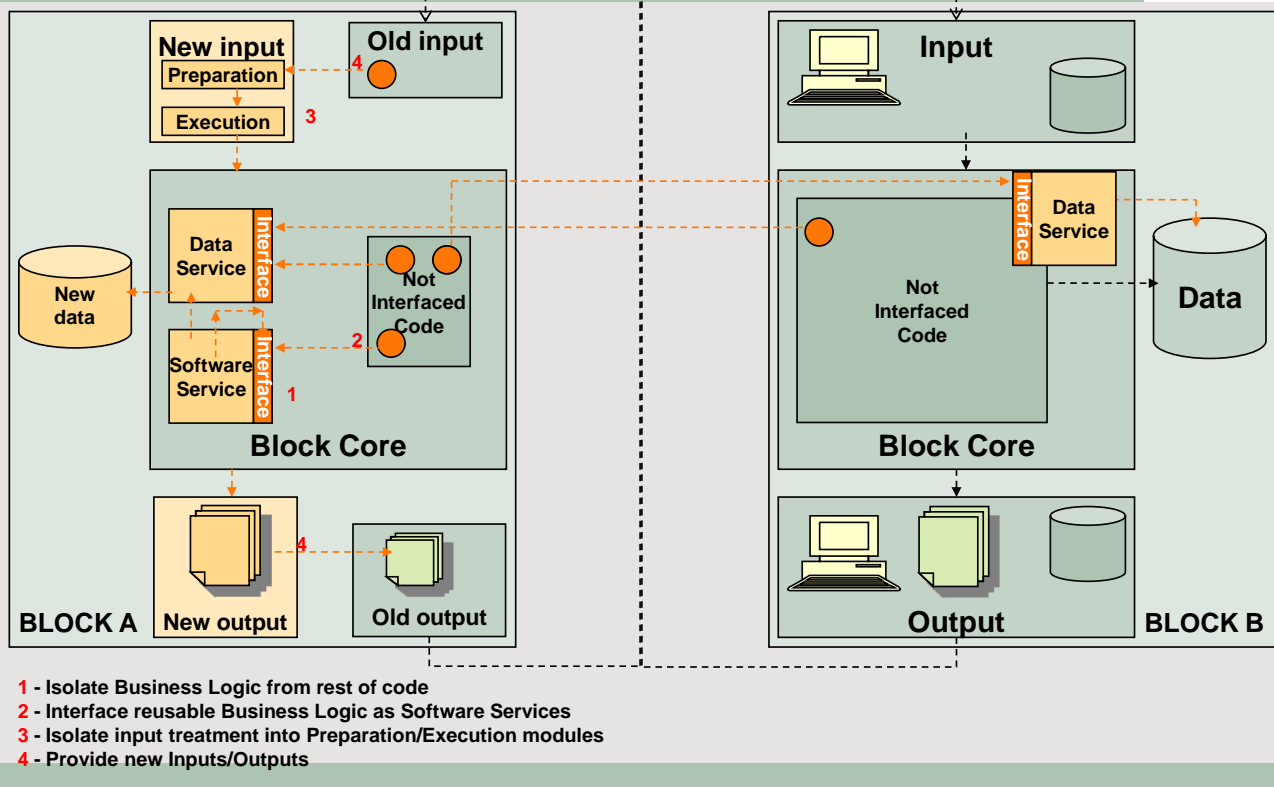 New input
Preparation
Execution
3
4
Old input
Data
Service
Interface
Software
Service
Interface
1
2
Not
Interfaced
Code
New
data
Block Core
4
New output
Old output
BLOCK A
Input
Interface
Data
Service
Not
Interfaced
Code
Data
Block Core
Output
BLOCK B
1 - Isolate Business Logic from rest of code
2 - Interface reusable Business Logic as Software Services
3 - Isolate input treatment into Preparation/Execution modules
4 - Provide new Inputs/Outputs